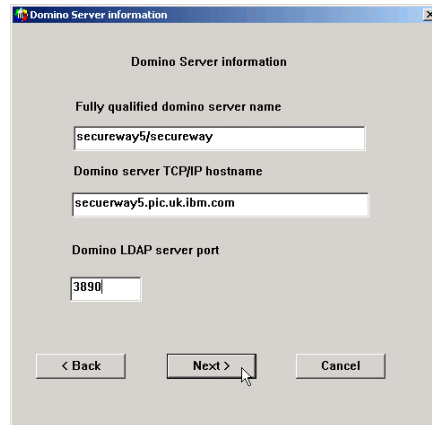 Domino Server information
Domino Server information
Fully qualified domino server name
secureway5/secureway
Domino server TCP/IP hostname
secuerway5.pic.uk.ibm.com
Domino LDAP server port
3890
< Back Next > Cancel